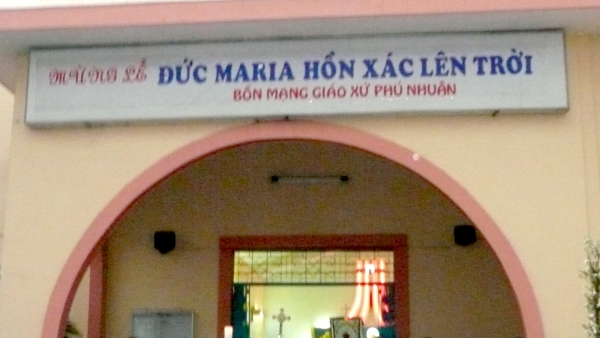 MỪNG LỄ ĐỨC MARIA HỒN XÁC LÊN TRỜI
BỔN MẠNG GIÁO XỨ PHÚ NHUẬN